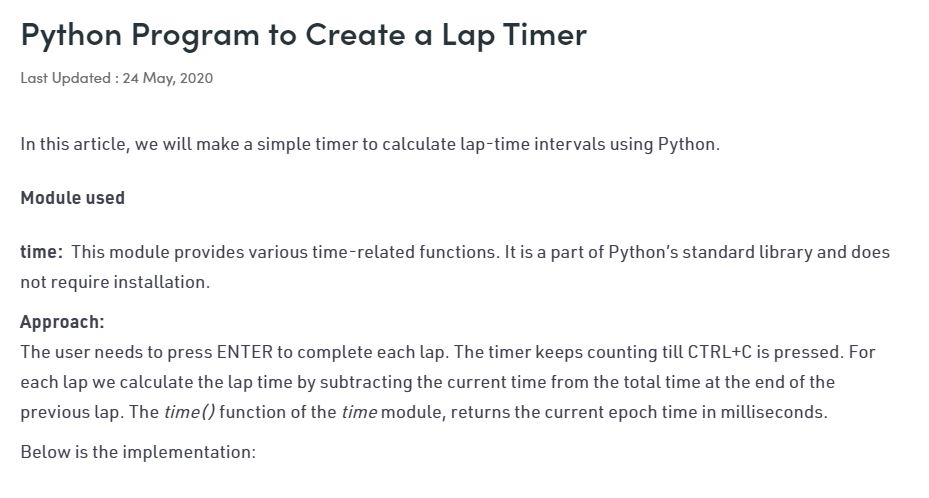 Python Program to Create a Lap Timer
Last Updated : 24 May, 2020
In this article, we will make a simple timer to calculate lap-time intervals using Python.
Module used
time:  This module provides various time-related functions. It is a part of Python’s standard library and does
not require installation.
Approach:
The user needs to press ENTER to complete each lap. The timer keeps counting till CTRL+C is pressed. For
each lap we calculate the lap time by subtracting the current time from the total time at the end of the
previous lap. The time() function of the time module, returns the current epoch time in milliseconds.
Below is the implementation: